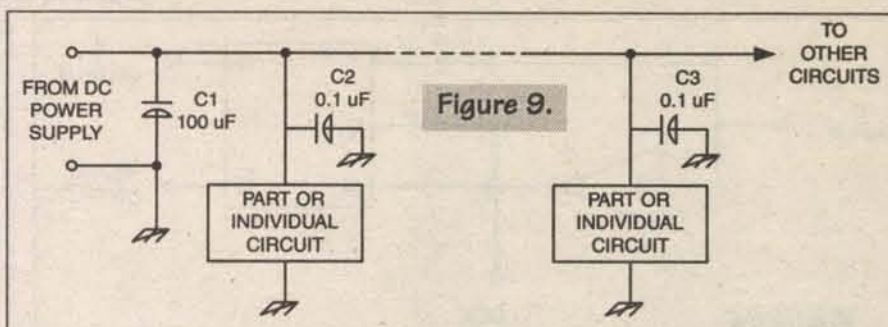 FROM DC
POWER
SUPPLY
C1
100 uF
C2
0.1 uF
Figure 9.
C3
0.1 uF
TO
OTHER
CIRCUITS
PART OR
INDIVIDUAL
CIRCUIT
PART OR
INDIVIDUAL
CIRCUIT